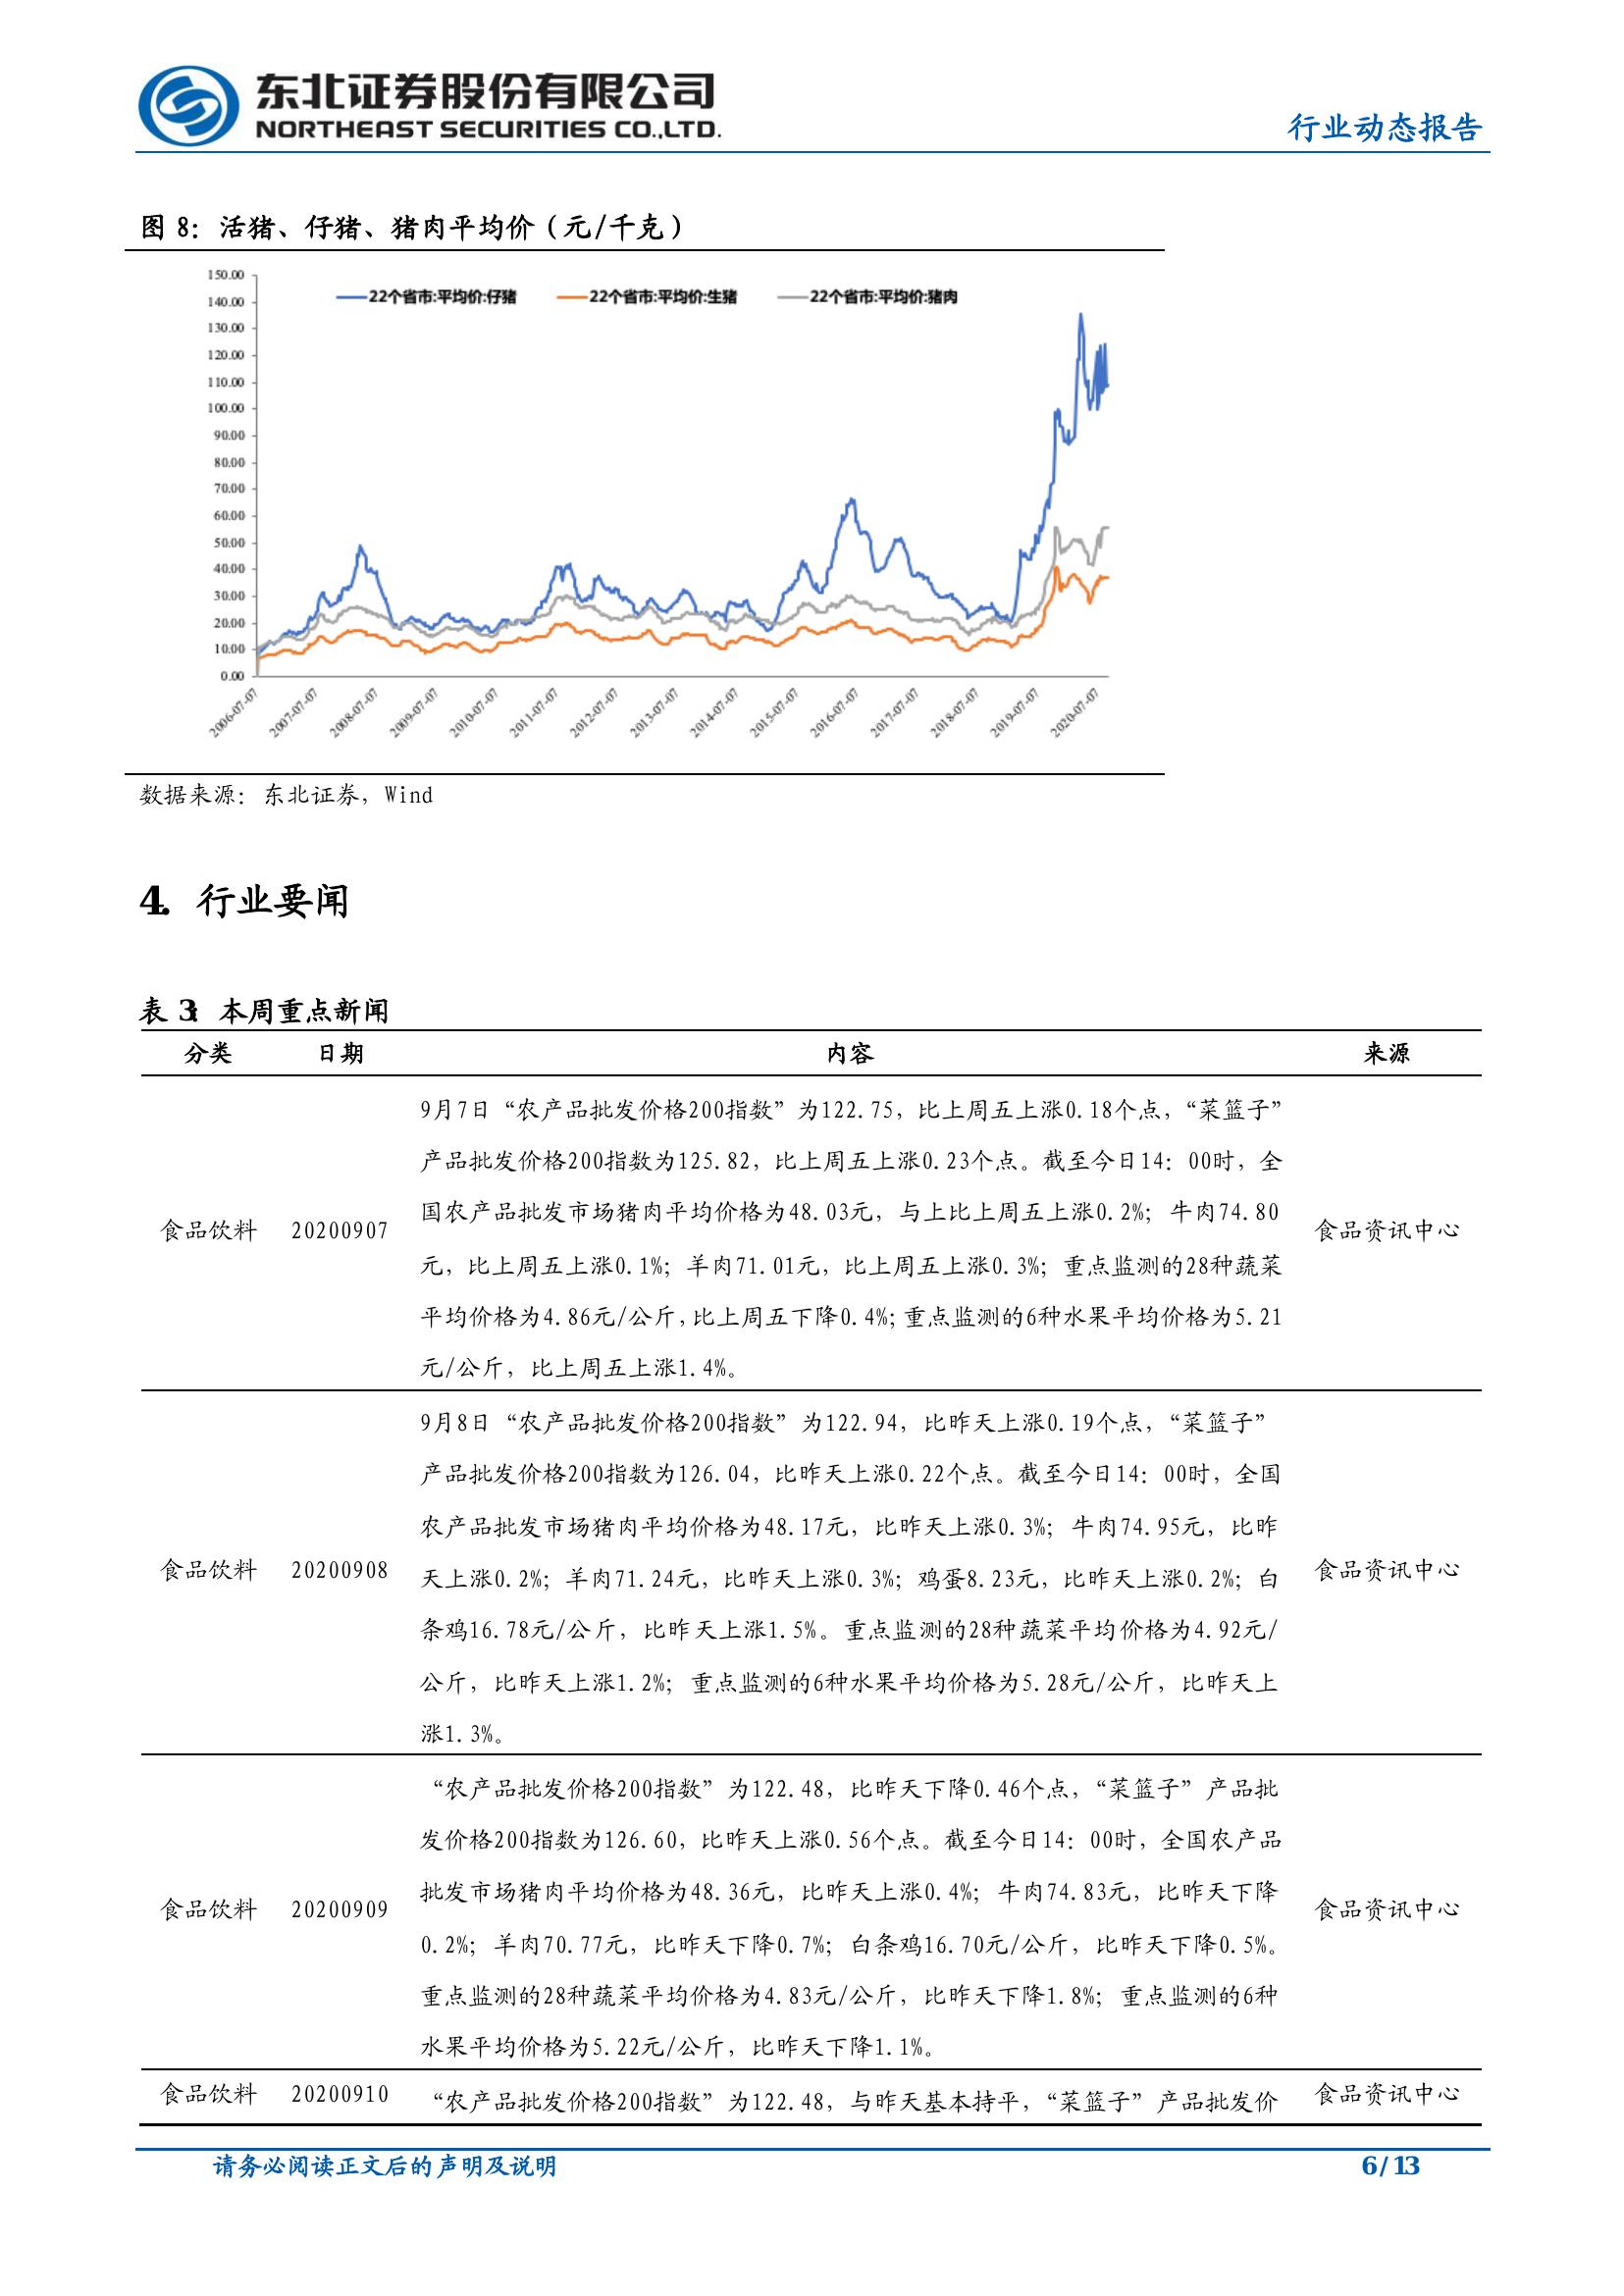 东北证券股份有限公司
NORTHEAST SECURITIES CO.,LTD.
行业动态报告
图 8：活猪、仔猪、猪肉平均价（元/千克）
22个省市:平均价:仔猪 22个省市:平均价:生猪 22个省市:平均价:猪肉
150.00
140.00
130.00
120.00
110.00
100.00
90.00
80.00
70.00
60.00
50.00
40.00
30.00
20.00
10.00
0.00
2006-07-07 2007-07-07 2008-07-07 2009-07-07 2010-07-07 2011-07-07 2012-07-07 2013-07-07 2014-07-07 2015-07-07 2016-07-07 2017-07-07 2018-07-07 2019-07-07 2020-07-07
数据来源：东北证券，Wind
4. 行业要闻
表 3：本周重点新闻
分类 日期 内容 来源
食品饮料 20200907
9月7日“农产品批发价格200指数”为122.75，比上周五上涨0.18个点，“菜篮子”
产品批发价格200指数为125.82，比上周五上涨0.23个点。截至今日14：00时，全
国农产品批发市场猪肉平均价格为48.03元，与上比上周五上涨0.2%；牛肉74.80
元，比上周五上涨0.1%；羊肉71.01元，比上周五上涨0.3%；重点监测的28种蔬菜
平均价格为4.86元/公斤，比上周五下降0.4%；重点监测的6种水果平均价格为5.21
元/公斤，比上周五上涨1.4%。
食品资讯中心
食品饮料 20200908
9月8日“农产品批发价格200指数”为122.94，比昨天上涨0.19个点，“菜篮子”
产品批发价格200指数为126.04，比昨天上涨0.22个点。截至今日14：00时，全国
农产品批发市场猪肉平均价格为48.17元，比昨天上涨0.3%；牛肉74.95元，比昨
天上涨0.2%；羊肉71.24元，比昨天上涨0.3%；鸡蛋8.23元，比昨天上涨0.2%；白
条鸡16.78元/公斤，比昨天上涨1.5%。重点监测的28种蔬菜平均价格为4.92元/
公斤，比昨天上涨1.2%；重点监测的6种水果平均价格为5.28元/公斤，比昨天上
涨1.3%。
食品资讯中心
食品饮料 20200909
“农产品批发价格200指数”为122.48，比昨天下降0.46个点，“菜篮子”产品批
发价格200指数为126.60，比昨天上涨0.56个点。截至今日14：00时，全国农产品
批发市场猪肉平均价格为48.36元，比昨天上涨0.4%；牛肉74.83元，比昨天下降
0.2%；羊肉70.77元，比昨天下降0.7%；白条鸡16.70元/公斤，比昨天下降0.5%。
重点监测的28种蔬菜平均价格为4.83元/公斤，比昨天下降1.8%；重点监测的6种
水果平均价格为5.22元/公斤，比昨天下降1.1%。
食品资讯中心
食品饮料 20200910 “农产品批发价格200指数”为122.48，与昨天基本持平，“菜篮子”产品批发价 食品资讯中心
请务必阅读正文后的声明及说明 6 / 13